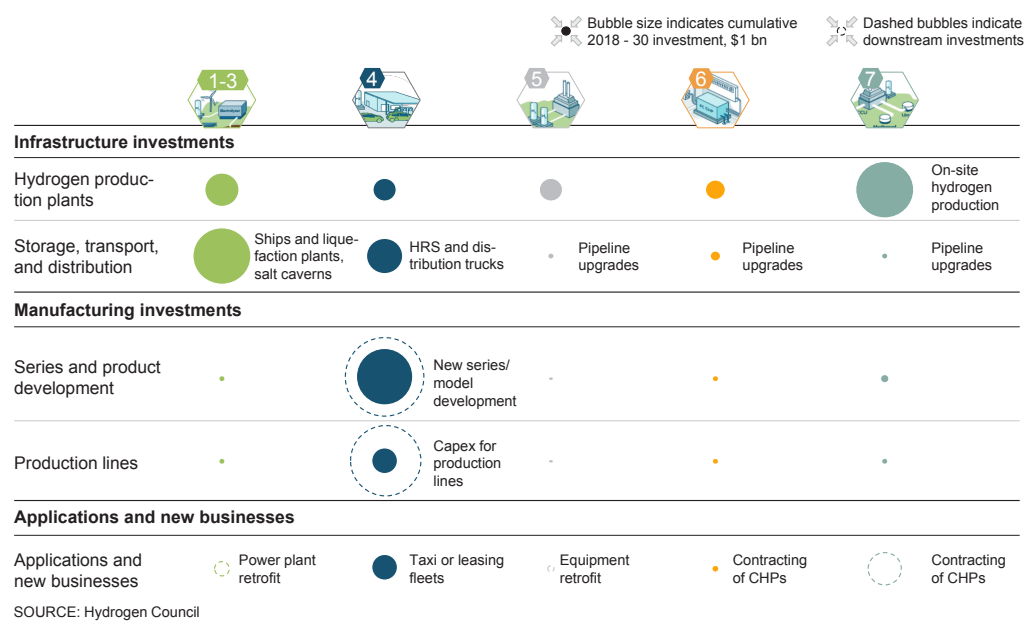 Bubble size indicates cumulative
2018 - 30 investment, $1 bn
Dashed bubbles indicate
downstream investments
1-3
4
5
6
7
Infrastructure investments
Hydrogen produc-
tion plants
On-site
hydrogen
production
Storage, transport,
and distribution
Ships and lique-
faction plants,
salt caverns
HRS and dis-
tribution trucks
Pipeline
upgrades
Pipeline
upgrades
Pipeline
upgrades
Manufacturing investments
Series and product
development
New series/
model
development
Production lines
Capex for
production
lines
Applications and new businesses
Applications and
new businesses
Power plant
retrofit
Taxi or leasing
fleets
Equipment
retrofit
Contracting
of CHPs
Contracting
of CHPs
SOURCE: Hydrogen Council